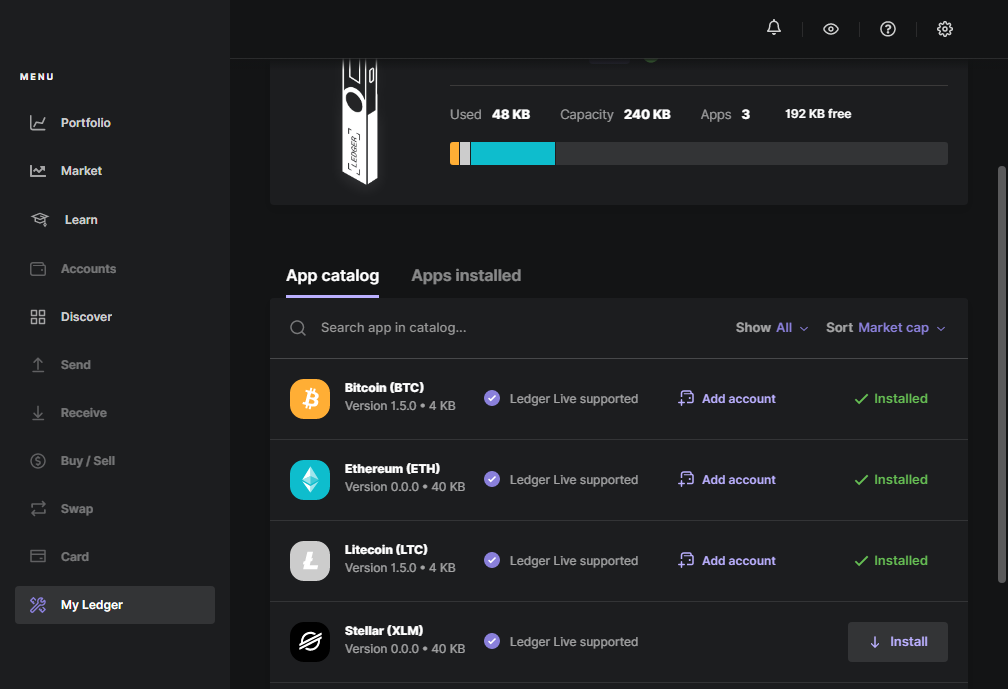 MENU
Portfolio
Market
Learn
Accounts
Discover
Send
Receive
Buy / Sell
Swap
Card
My Ledger
LEDGER
Used 48 KB Capacity 240 KB Apps 3 192 KB free
App catalog Apps installed
Search app in catalog... Show All Sort Market cap
Bitcoin (BTC)
Version 1.5.0 • 4 KB Ledger Live supported Add account Installed
Ethereum (ETH)
Version 0.0.0 • 40 KB Ledger Live supported Add account Installed
Litecoin (LTC)
Version 1.5.0 • 4 KB Ledger Live supported Add account Installed
Stellar (XLM)
Version 0.0.0 • 40 KB Ledger Live supported Install